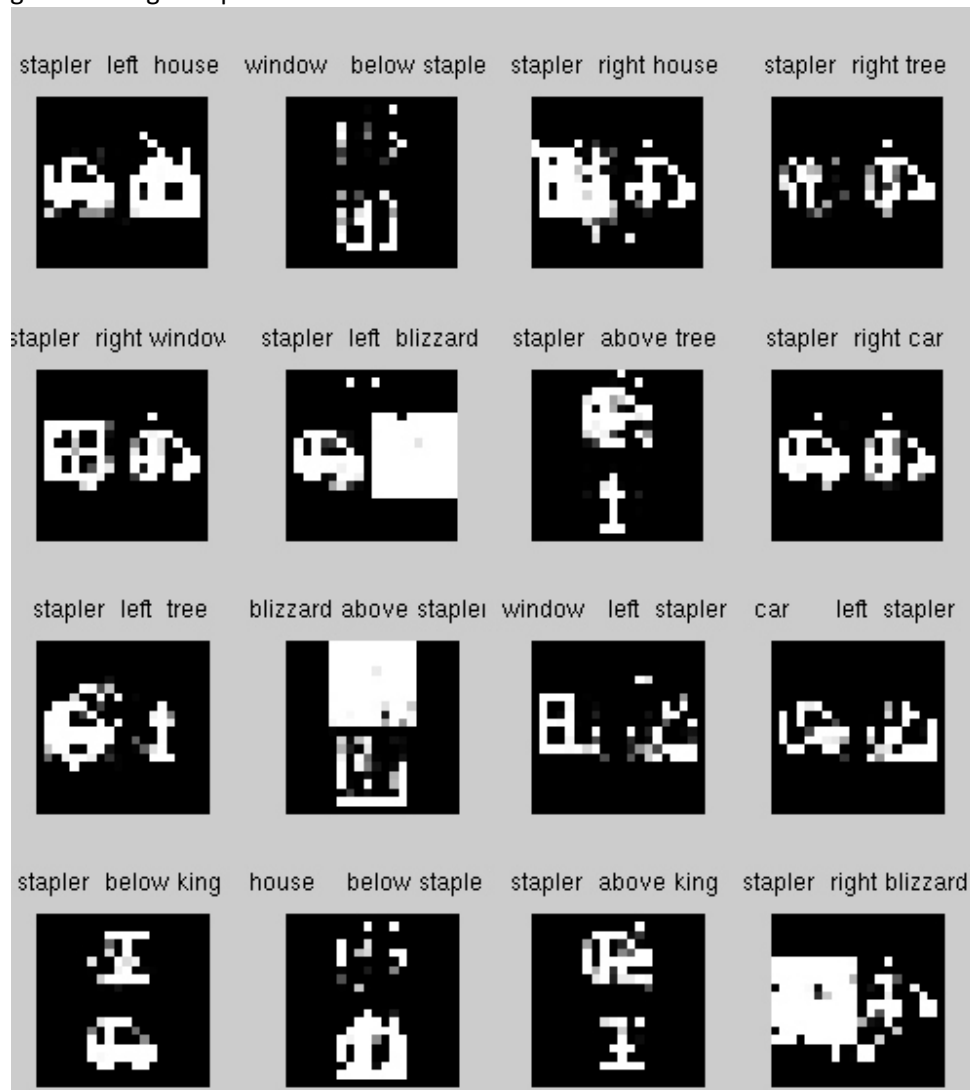 stapler left house window below staple stapler right house stapler right tree
stapler right window stapler left blizzard stapler above tree stapler right car
stapler left tree blizzard above stapler window left stapler car left stapler
stapler below king house below staple stapler above king stapler right blizzard